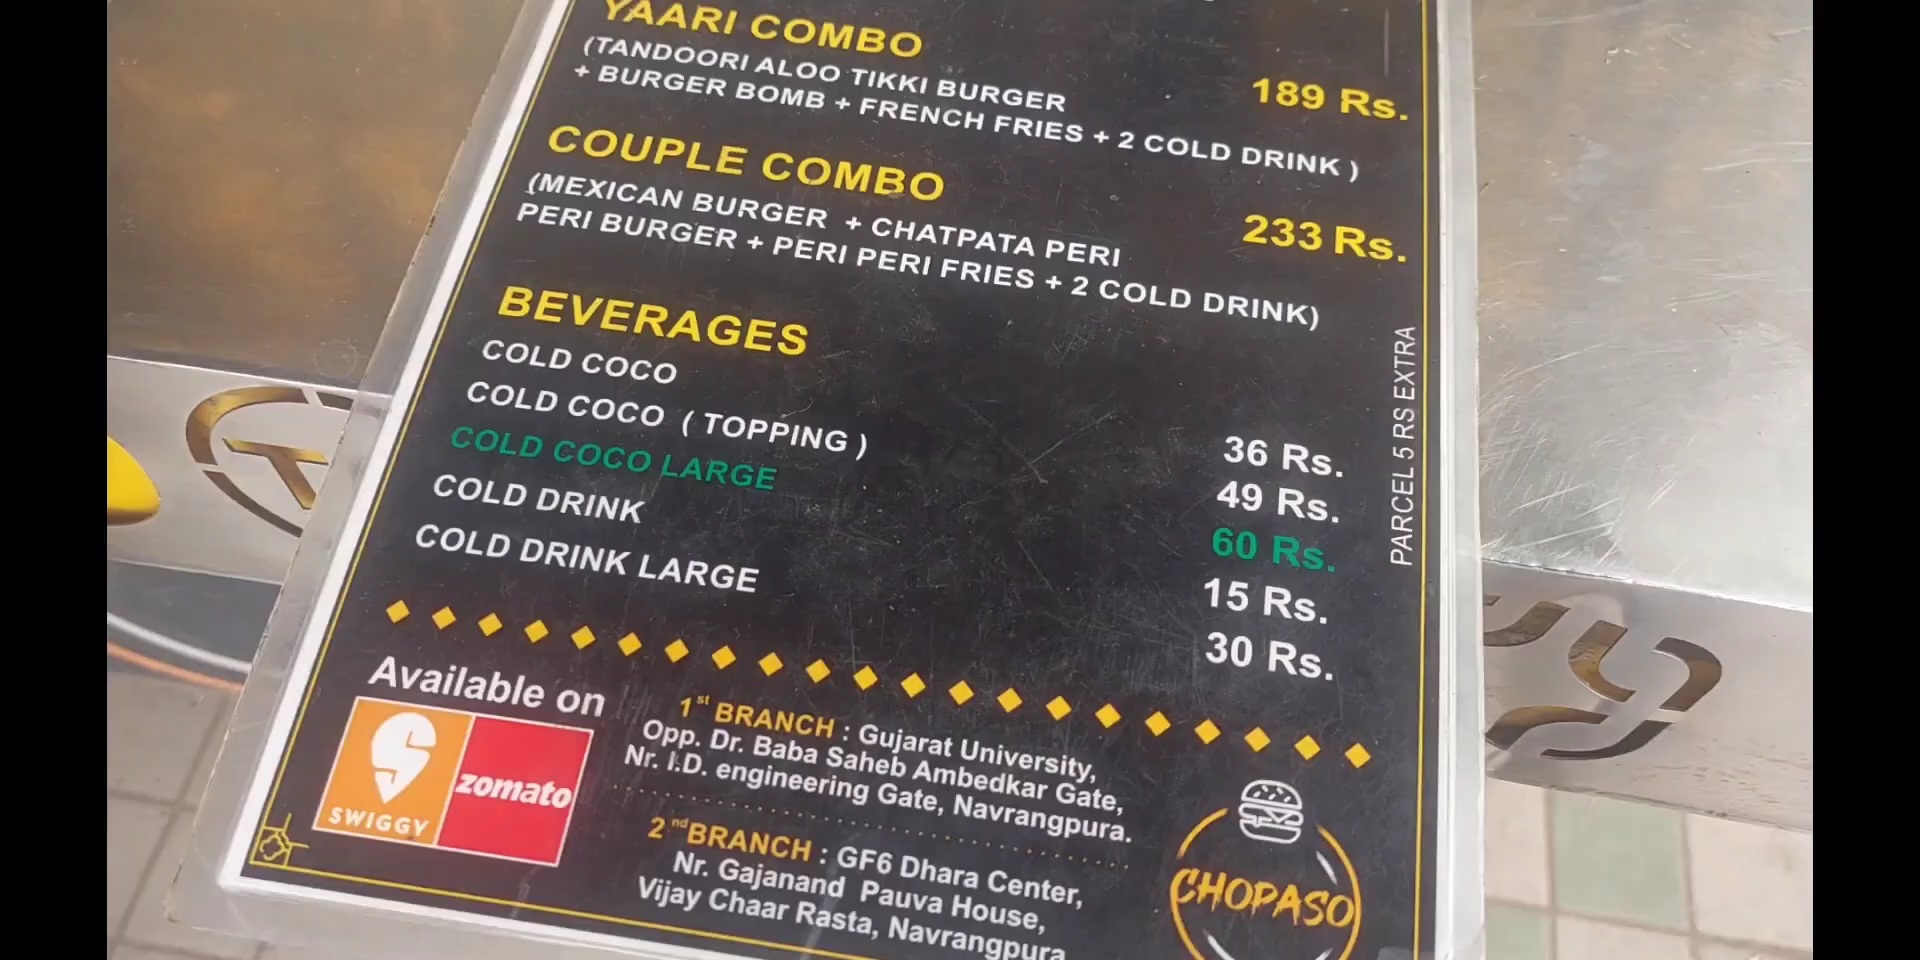 YAARI COMBO
(TANDOORI ALOO TIKKI BURGER
+ BURGER BOMB + FRENCH FRIES + 2 COLD DRINK )
189 Rs.
COUPLE COMBO
(MEXICAN BURGER + CHATPATA PERI
PERI BURGER + PERI PERI FRIES + 2 COLD DRINK)
233 Rs.
BEVERAGES
COLD COCO 36 Rs.
COLD COCO ( TOPPING ) 49 Rs.
COLD COCO LARGE 60 Rs.
COLD DRINK 15 Rs.
COLD DRINK LARGE 30 Rs.
PARCEL 5 RS EXTRA
Available on
SWIGGY
zomato
1st BRANCH : Gujarat University,
Opp. Dr. Baba Saheb Ambedkar Gate,
Nr. I.D. engineering Gate, Navrangpura.
2nd BRANCH : GF6 Dhara Center,
Nr. Gajanand Pauva House,
Vijay Chaar Rasta, Navrangpura
CHOPASO